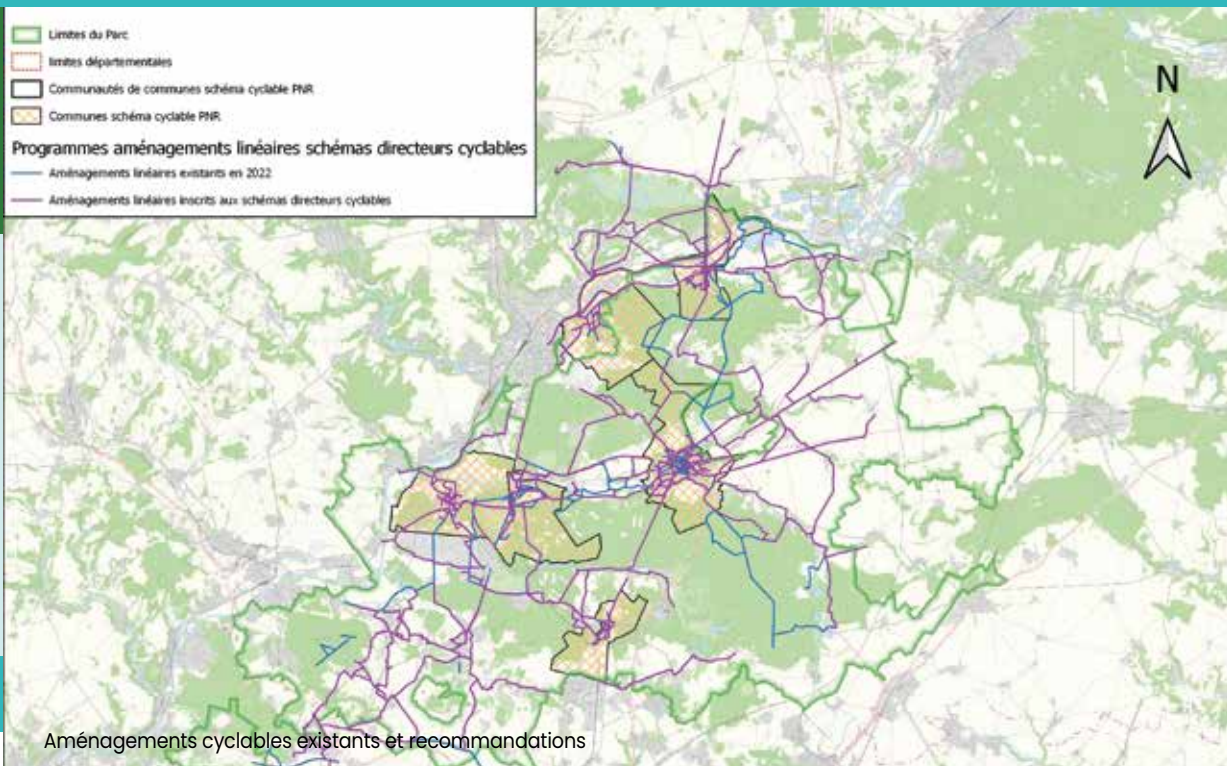 Limites du Parc
limites départementales
Communautés de communes schéma cyclable PNR
Communes schéma cyclable PNR
Programmes aménagements linéaires schémas directeurs cyclables
Aménagements linéaires existants en 2022
Aménagements linéaires inscrits aux schémas directeurs cyclables
N
Aménagements cyclables existants et recommandations